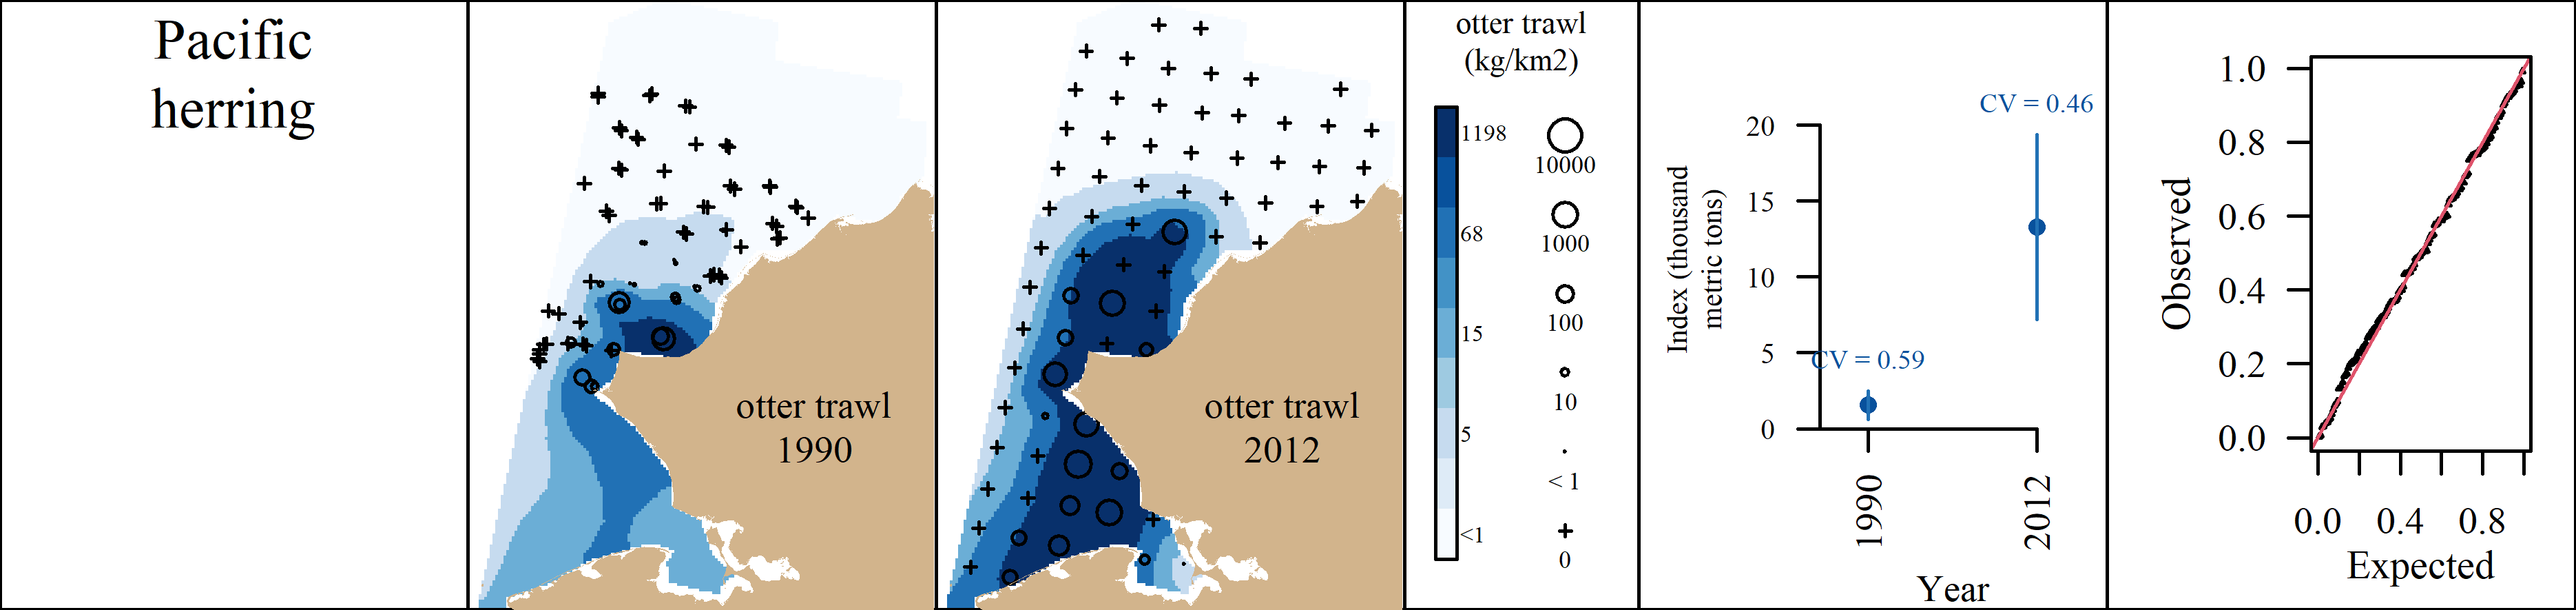 Pacific
herring
otter trawl
1990
otter trawl
2012
otter trawl
(kg/km2)
1198
68
15
5
<1
10000
1000
100
10
< 1
0
Index (thousand
metric tons)
20
15
10
5
0
CV = 0.59
CV = 0.46
1990
2012
Year
Observed
1.0
0.8
0.6
0.4
0.2
0.0
0.0 0.4 0.8
Expected